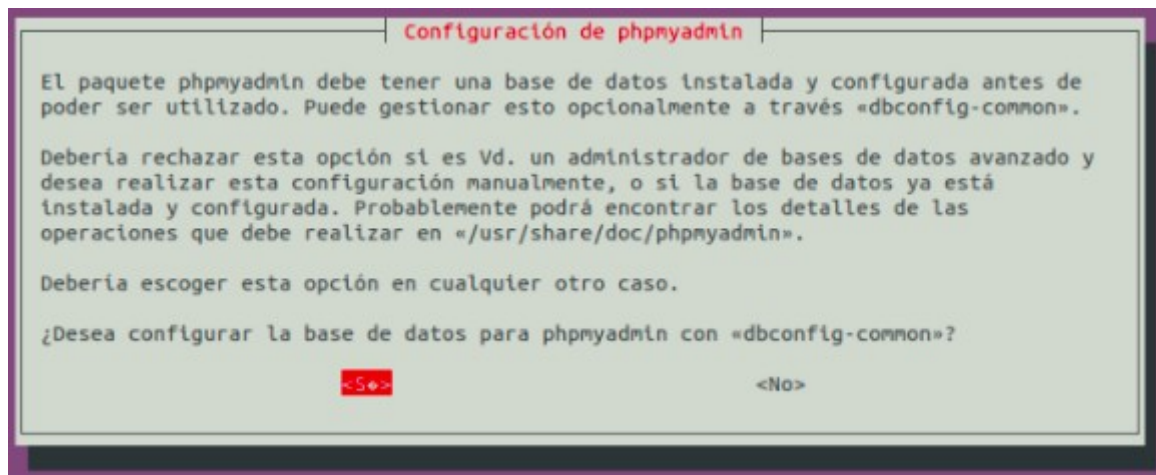 Configuración de phpmyadmin
El paquete phpmyadmin debe tener una base de datos instalada y configurada antes de
poder ser utilizado. Puede gestionar esto opcionalmente a través «dbconfig-common».
Debería rechazar esta opción si es Vd. un administrador de bases de datos avanzado y
desea realizar esta configuración manualmente, o si la base de datos ya está
instalada y configurada. Probablemente podrá encontrar los detalles de las
operaciones que debe realizar en «/usr/share/doc/phpmyadmin».
Debería escoger esta opción en cualquier otro caso.
¿Desea configurar la base de datos para phpmyadmin con «dbconfig-common»?
<S�> <No>